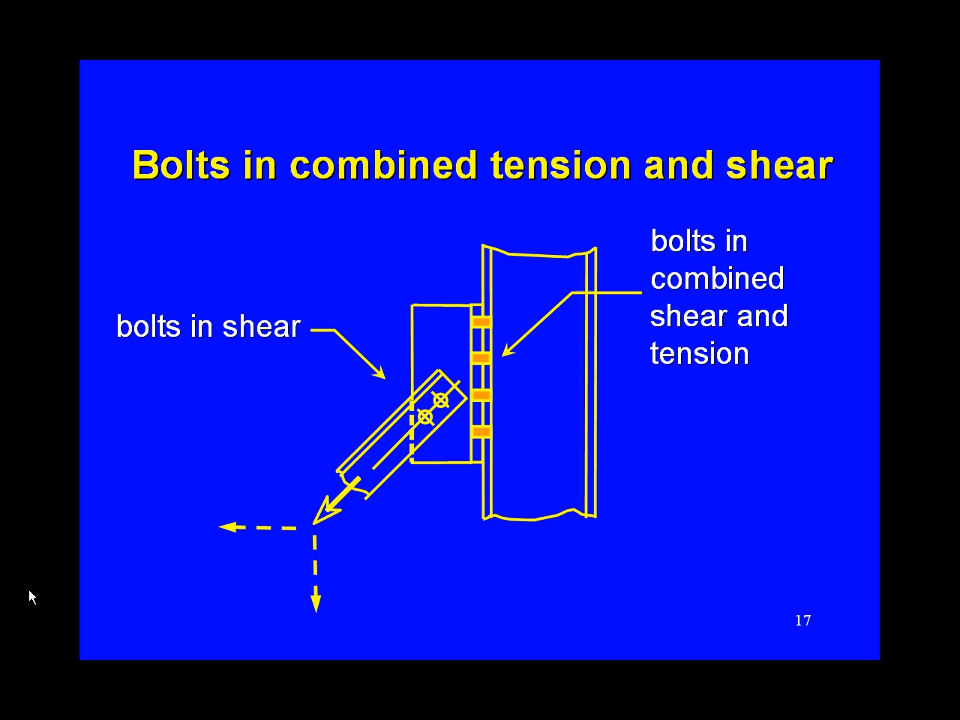 Bolts in combined tension and shear
bolts in shear
bolts in
combined
shear and
tension
17